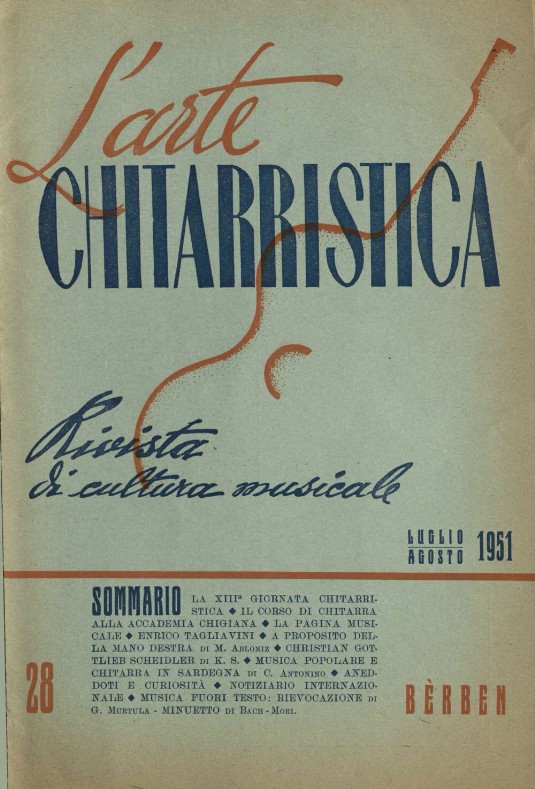 L'arte
CHITARRISTICA
Rivista
di cultura musicale
LUGLIO
AGOSTO 1951
SOMMARIO LA XIIIª GIORNATA CHITARRI-
STICA ◆ IL CORSO DI CHITARRA
ALLA ACCADEMIA CHIGIANA ◆ LA PAGINA MUSI-
CALE ◆ ENRICO TAGLIAVINI ◆ A PROPOSITO DEL-
LA MANO DESTRA DI M. ABLONIZ ◆ CHRISTIAN GOT-
TLIEB SCHEIDLER DI K. S. ◆ MUSICA POPOLARE E
CHITARRA IN SARDEGNA DI C. ANTONINO ◆ ANED-
DOTI E CURIOSITÀ ◆ NOTIZIARIO INTERNAZIO-
NALE ◆ MUSICA FUORI TESTO: RIEVOCAZIONE DI
G. MURTULA - MINUETTO DI BACH - MORI.
28
BÈRBEN